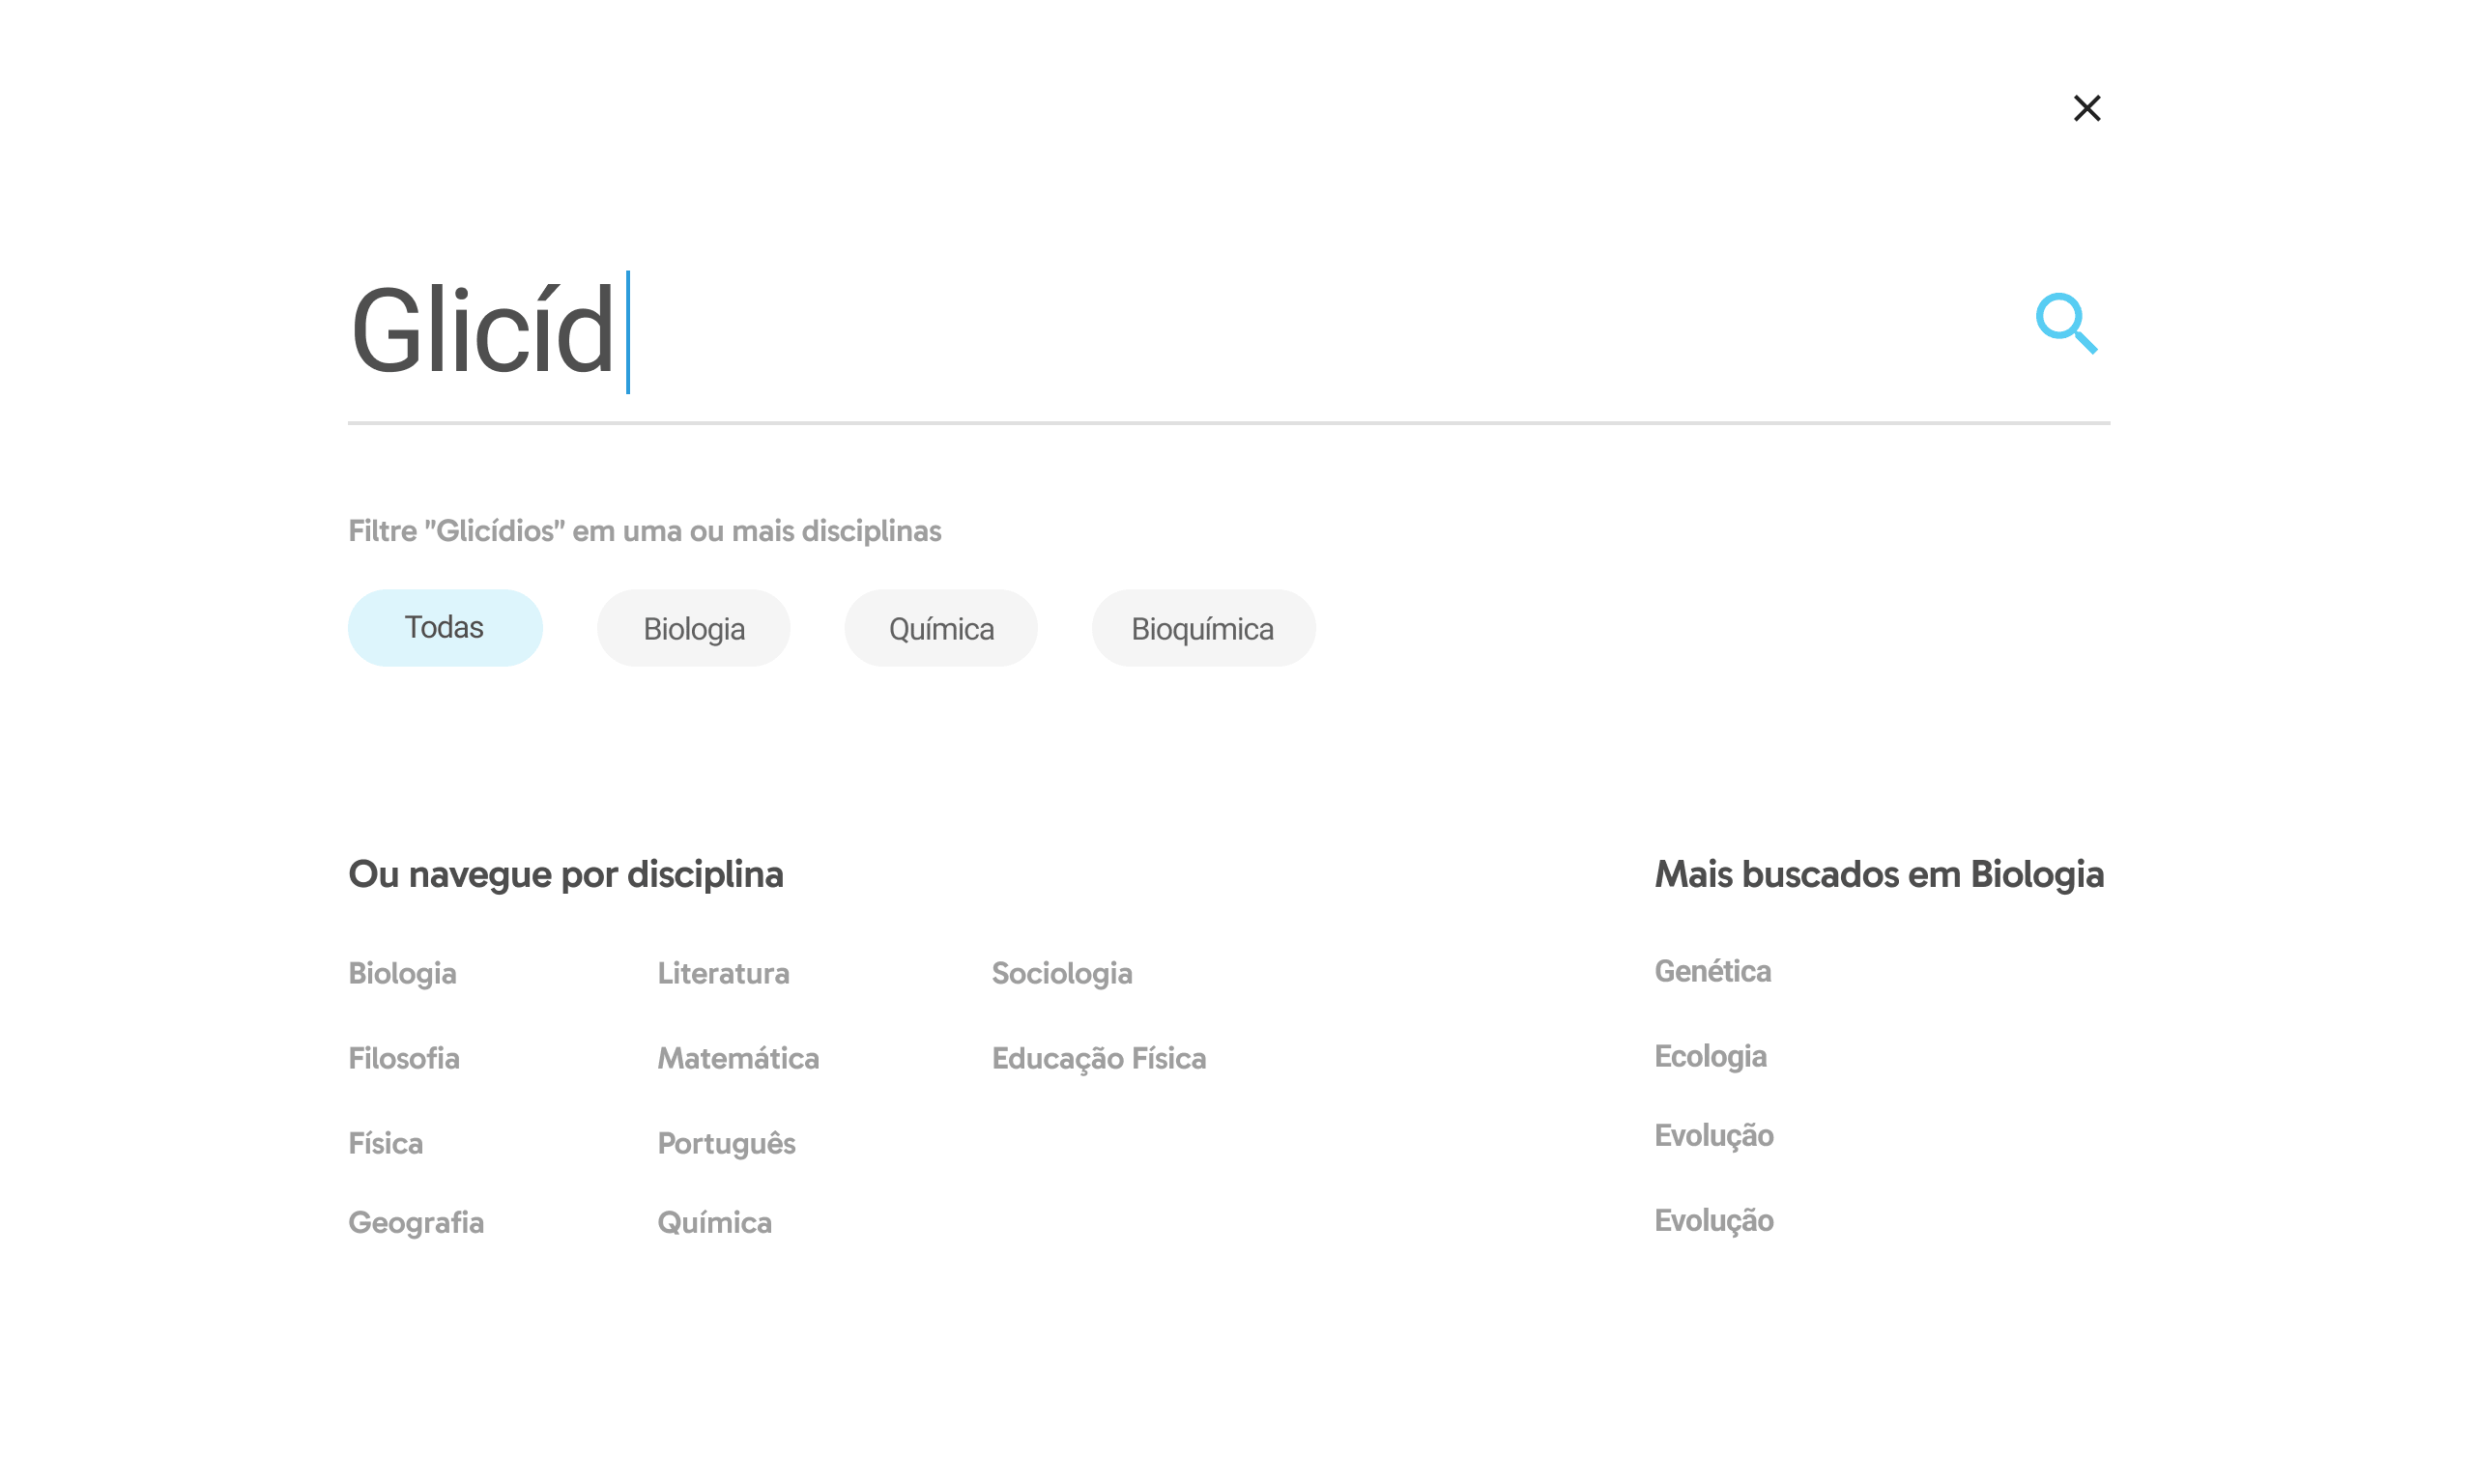 Glicíd
Filtre "Glicídios" em uma ou mais disciplinas
Todas
Biologia
Química
Bioquímica
Ou navegue por disciplina
Biologia
Filosofia
Física
Geografia
Literatura
Matemática
Português
Química
Sociologia
Educação Física
Mais buscados em Biologia
Genética
Ecologia
Evolução
Evolução